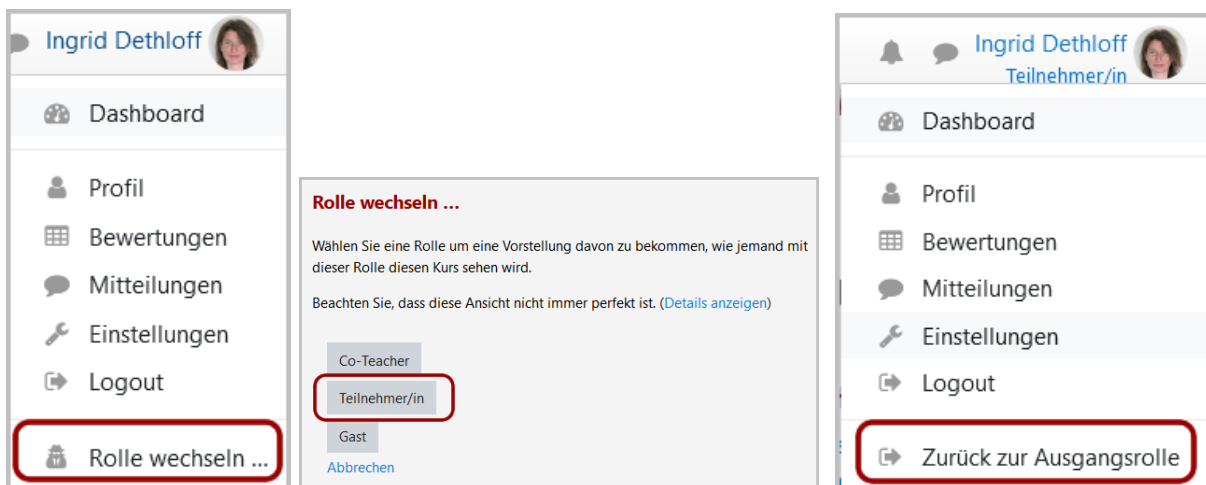 Ingrid Dethloff
Dashboard
Profil
Bewertungen
Mitteilungen
Einstellungen
Logout
Rolle wechseln ...
Rolle wechseln ...
Wählen Sie eine Rolle um eine Vorstellung davon zu bekommen, wie jemand mit
dieser Rolle diesen Kurs sehen wird.
Beachten Sie, dass diese Ansicht nicht immer perfekt ist. (Details anzeigen)
Co-Teacher
Teilnehmer/in
Gast
Abbrechen
Ingrid Dethloff
Teilnehmer/in
Dashboard
Profil
Bewertungen
Mitteilungen
Einstellungen
Logout
Zurück zur Ausgangsrolle